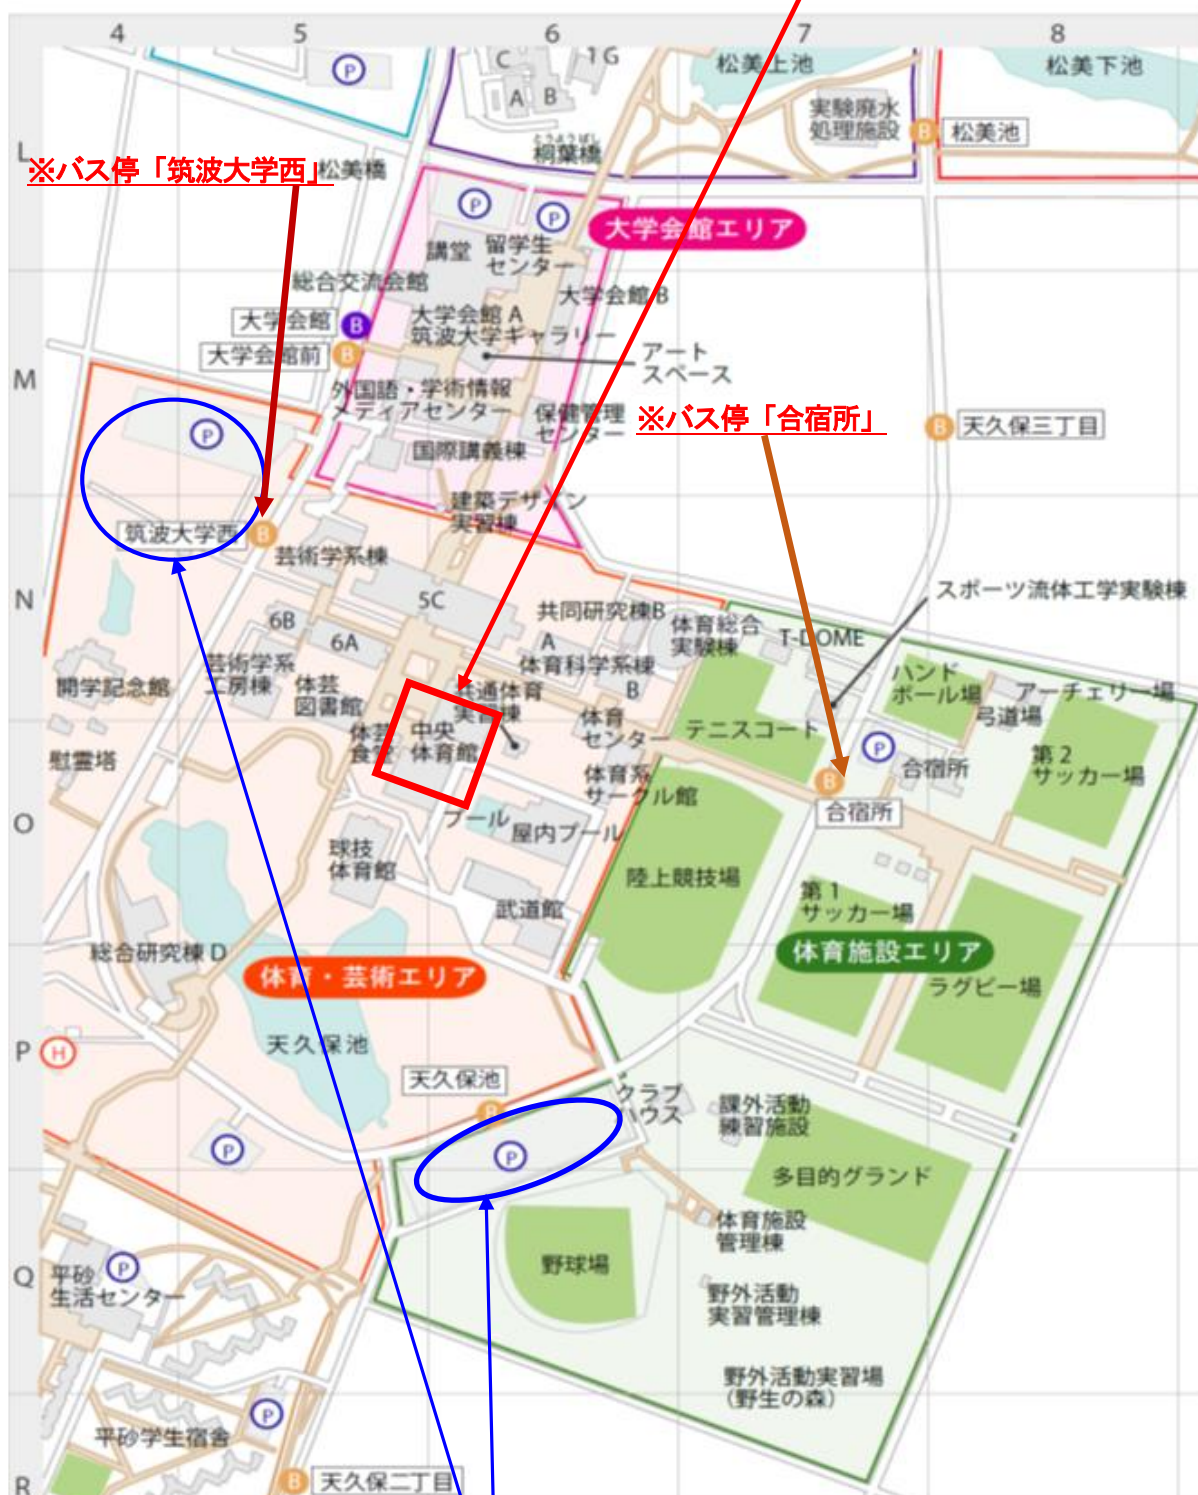 4
5
6
7
8
C
1G
A
B
P
松美上池
松美下池
実験廃水
処理施設
B
松美池
L
とうようばし
桐葉橋
※バス停「筑波大学西」
松美橋
P
P
大学会館エリア
講堂
留学生
センター
総合交流会館
大学会館 B
大学会館
B
大学会館 A
筑波大学ギャラリー
大学会館前
B
アート
スペース
M
外国語・学術情報
メディアセンター
保健管理
センター
※バス停「合宿所」
B
天久保三丁目
P
国際講義棟
建築デザイン
実習棟
筑波大学西
B
芸術学系棟
スポーツ流体工学実験棟
N
5C
共同研究棟B
体育総合
実験棟
T-DOME
6B
6A
A
体育科学系棟
B
芸術学系
工房棟
体芸
図書館
開学記念館
共通体育
実習棟
ハンド
ボール場
アーチェリー場
弓道場
体芸
食堂
中央
体育館
体育
センター
テニスコート
P
合宿所
第2
サッカー場
慰霊塔
体育系
サークル館
B
合宿所
O
プール
屋内プール
球技
体育館
陸上競技場
第1
サッカー場
武道館
総合研究棟 D
体育・芸術エリア
体育施設エリア
ラグビー場
P
H
天久保池
天久保池
B
クラブ
ハウス
課外活動
練習施設
P
P
多目的グランド
体育施設
管理棟
Q
平砂
生活センター
P
野球場
野外活動
実習管理棟
野外活動実習場
(野生の森)
P
平砂学生宿舎
R
B
天久保二丁目